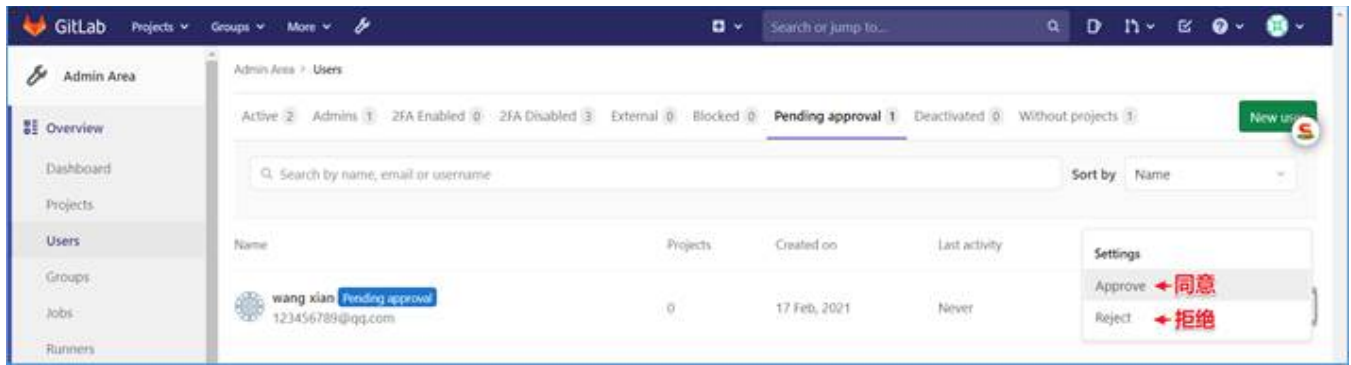 GitLab Projects Groups More Search or jump to...
Admin Area
Admin Area > Users
Active 2 Admins 1 2FA Enabled 0 2FA Disabled 3 External 0 Blocked 0 Pending approval 1 Deactivated 0 Without projects 1 New user
Overview
Dashboard
Search by name, email or username Sort by Name
Projects
Users
Name Projects Created on Last activity
Settings
Groups
Approve 同意
wang xian Pending approval
123456789@qq.com 0 17 Feb, 2021 Never
Jobs
Reject 拒绝
Runners